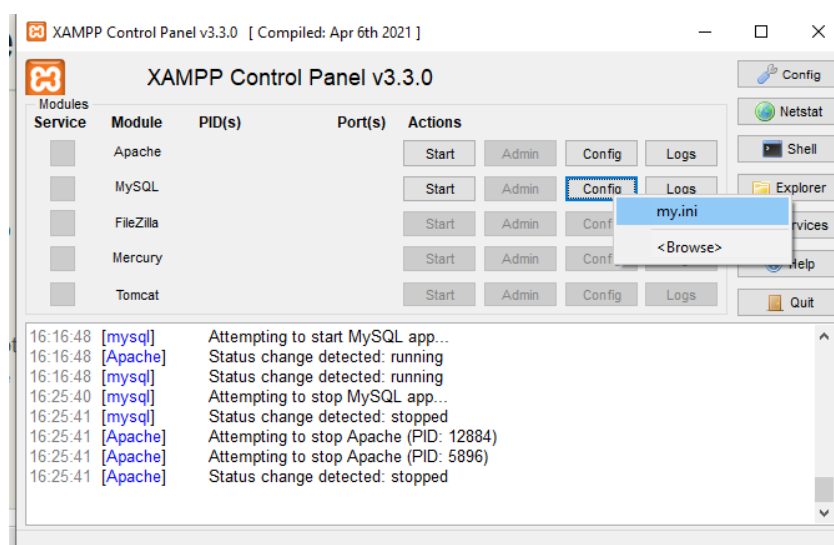 XAMPP Control Panel v3.3.0 [ Compiled: Apr 6th 2021 ]
XAMPP Control Panel v3.3.0
Config
Modules
Service Module PID(s) Port(s) Actions
Netstat
Apache Start Admin Config Logs
Shell
MySQL Start Admin Config Logs
Explorer
my.ini
FileZilla Start Admin
<Browse>
Mercury Start Admin
Help
Tomcat Start Admin Config Logs
Quit
16:16:48 [mysql] Attempting to start MySQL app...
16:16:48 [Apache] Status change detected: running
16:16:48 [mysql] Status change detected: running
16:25:40 [mysql] Attempting to stop MySQL app...
16:25:41 [mysql] Status change detected: stopped
16:25:41 [Apache] Attempting to stop Apache (PID: 12884)
16:25:41 [Apache] Attempting to stop Apache (PID: 5896)
16:25:41 [Apache] Status change detected: stopped